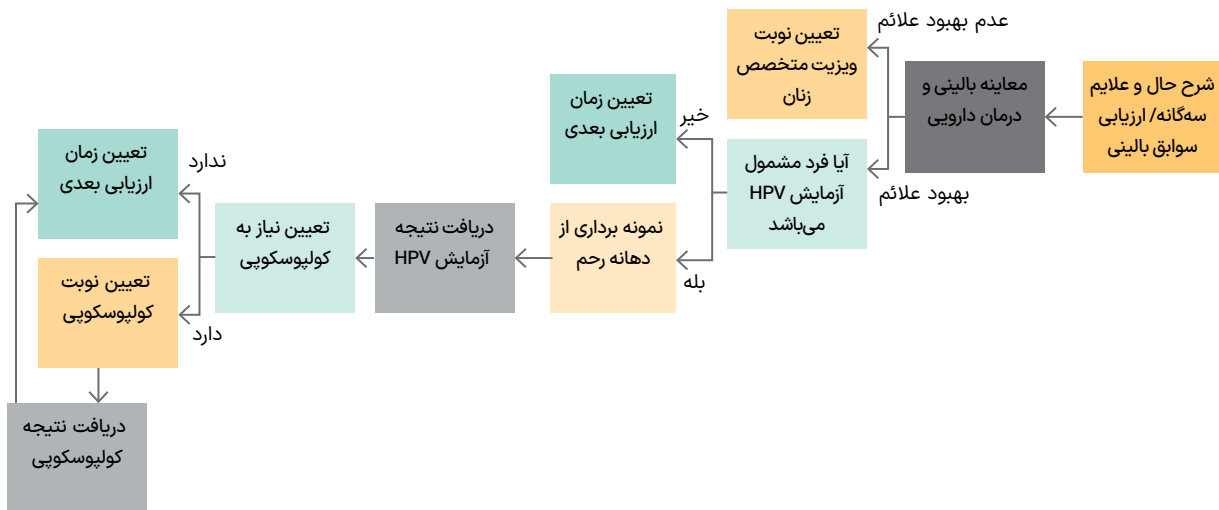 شرح حال و علایم
سه‌گانه/ ارزیابی
سوابق بالینی
معاینه بالینی و
درمان دارویی
عدم بهبود علائم
تعیین نوبت
ویزیت متخصص
زنان
بهبود علائم
آیا فرد مشمول
آزمایش HPV
می‌باشد
خیر
تعیین زمان
ارزیابی بعدی
بله
نمونه برداری از
دهانه رحم
دریافت نتیجه
آزمایش HPV
تعیین نیاز به
کولپوسکوپی
ندارد
تعیین زمان
ارزیابی بعدی
دارد
تعیین نوبت
کولپوسکوپی
دریافت نتیجه
کولپوسکوپی